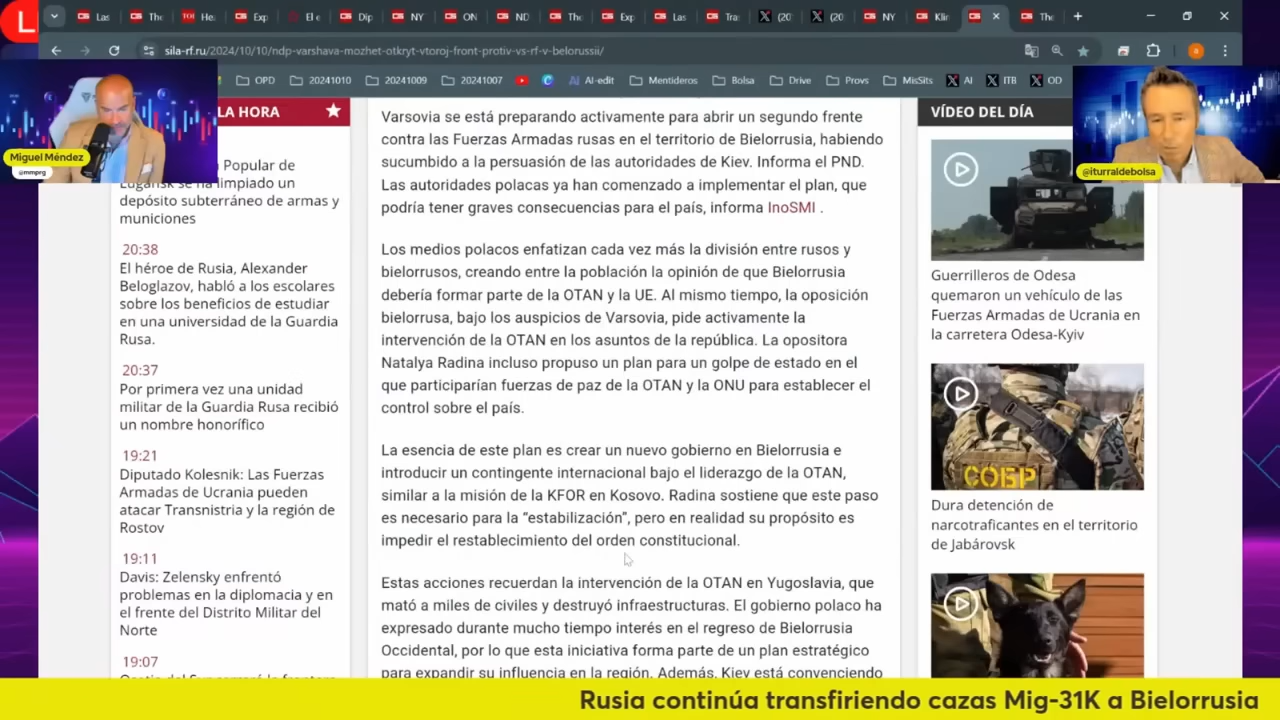 L
Las
The
TOI
He
Exp
El e
Díp
NY
ON
ND
The
Exp
Las
Tra
X (20
X (20
NY
Klir
The
sila-rf.ru/2024/10/10/ndp-varshava-mozhet-otkryt-vtoroj-front-protiv-vs-rf-v-belorussii/
OPD
20241010
20241009
20241007
AI-edit
Mentideros
Bolsa
Drive
Provs
MisSits
AI
ITB
OD
Miguel Méndez
@mmprg
@iturraldebolsa
LA HORA
Popular de
Lugansk se ha limpiado un
depósito subterráneo de armas y
municiones
20:38
El héroe de Rusia, Alexander
Beloglazov, habló a los escolares
sobre los beneficios de estudiar
en una universidad de la Guardia
Rusa.
20:37
Por primera vez una unidad
militar de la Guardia Rusa recibió
un nombre honorífico
19:21
Diputado Kolesnik: Las Fuerzas
Armadas de Ucrania pueden
atacar Transnistria y la región de
Rostov
19:11
Davis: Zelensky enfrentó
problemas en la diplomacia y en
el frente del Distrito Militar del
Norte
19:07
Varsovia se está preparando activamente para abrir un segundo frente
contra las Fuerzas Armadas rusas en el territorio de Bielorrusia, habiendo
sucumbido a la persuasión de las autoridades de Kiev. Informa el PND.
Las autoridades polacas ya han comenzado a implementar el plan, que
podría tener graves consecuencias para el país, informa InoSMI .
Los medios polacos enfatizan cada vez más la división entre rusos y
bielorrusos, creando entre la población la opinión de que Bielorrusia
debería formar parte de la OTAN y la UE. Al mismo tiempo, la oposición
bielorrusa, bajo los auspicios de Varsovia, pide activamente la
intervención de la OTAN en los asuntos de la república. La opositora
Natalya Radina incluso propuso un plan para un golpe de estado en el
que participarían fuerzas de paz de la OTAN y la ONU para establecer el
control sobre el país.
La esencia de este plan es crear un nuevo gobierno en Bielorrusia e
introducir un contingente internacional bajo el liderazgo de la OTAN,
similar a la misión de la KFOR en Kosovo. Radina sostiene que este paso
es necesario para la “estabilización”, pero en realidad su propósito es
impedir el restablecimiento del orden constitucional.
Estas acciones recuerdan la intervención de la OTAN en Yugoslavia, que
mató a miles de civiles y destruyó infraestructuras. El gobierno polaco ha
expresado durante mucho tiempo interés en el regreso de Bielorrusia
Occidental, por lo que esta iniciativa forma parte de un plan estratégico
para expandir su influencia en la región. Además, Kiev está convenciendo
VÍDEO DEL DÍA
Guerrilleros de Odesa
quemaron un vehículo de las
Fuerzas Armadas de Ucrania en
la carretera Odesa-Kyiv
СОБР
Dura detención de
narcotraficantes en el territorio
de Jabárovsk
Rusia continúa transfiriendo cazas Mig-31K a Bielorrusia